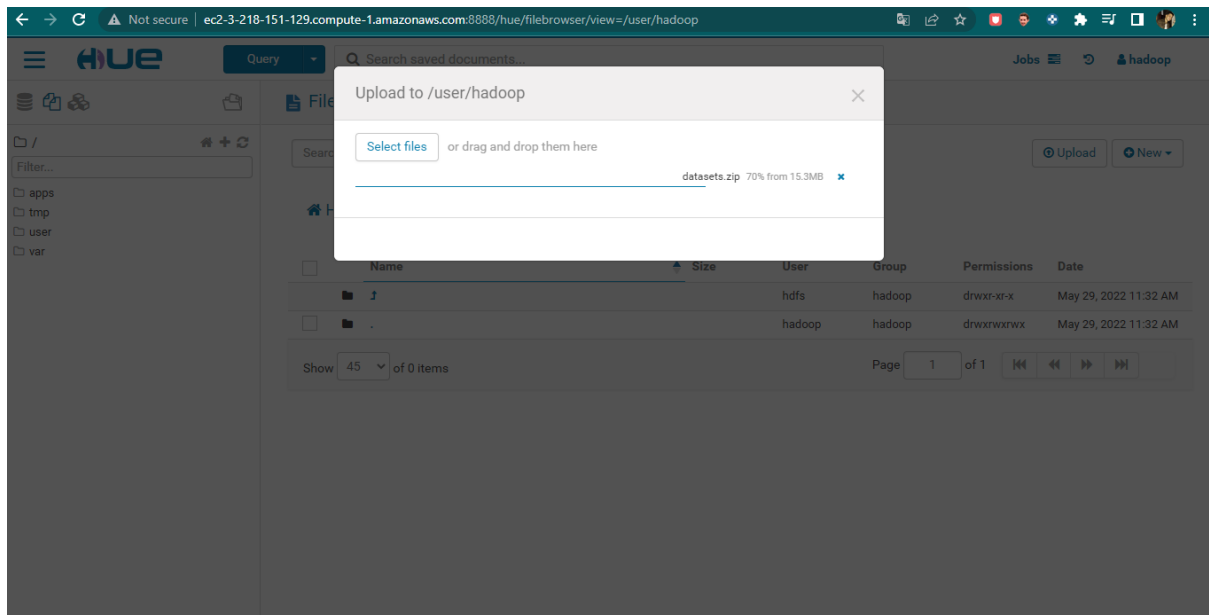 Not secure | ec2-3-218-151-129.compute-1.amazonaws.com:8888/hue/filebrowser/view=/user/hadoop
HUE Query Search saved documents... Jobs hadoop
Upload to /user/hadoop
File
/
Select files or drag and drop them here
Searc
Upload New
Filter...
datasets.zip 70% from 15.3MB
apps
tmp
H
user
var
Name Size User Group Permissions Date
hdfs hadoop drwxr-xr-x May 29, 2022 11:32 AM
. hadoop hadoop drwxrwxrwx May 29, 2022 11:32 AM
Show 45 of 0 items Page 1 of 1